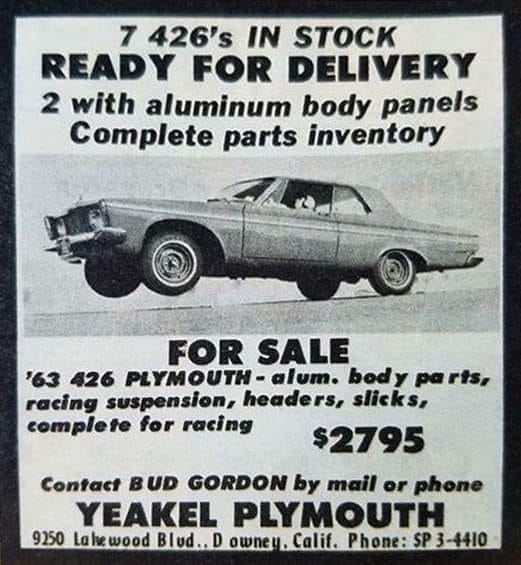 7 426's IN STOCK
READY FOR DELIVERY
2 with aluminum body panels
Complete parts inventory
FOR SALE
'63 426 PLYMOUTH - alum. body parts,
racing suspension, headers, slicks,
complete for racing
$2795
Contact BUD GORDON by mail or phone
YEAKEL PLYMOUTH
9250 Lakewood Blvd., Downey, Calif. Phone: SP 3-4410